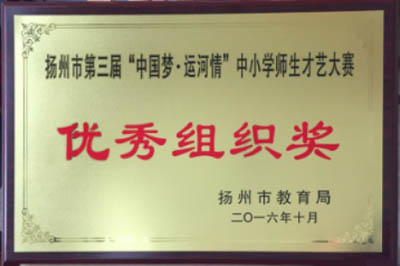 扬州市第三届“中国梦·运河情”中小学师生才艺大赛
优秀组织奖
扬州市教育局
二〇一六年十月